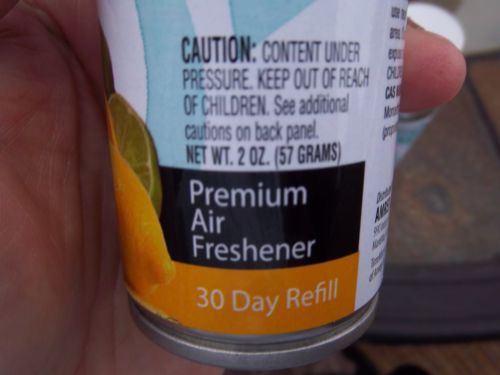 CAUTION: CONTENT UNDER
PRESSURE. KEEP OUT OF REACH
OF CHILDREN. See additional
cautions on back panel.
NET WT. 2 OZ. (57 GRAMS)
Premium
Air
Freshener
30 Day Refill